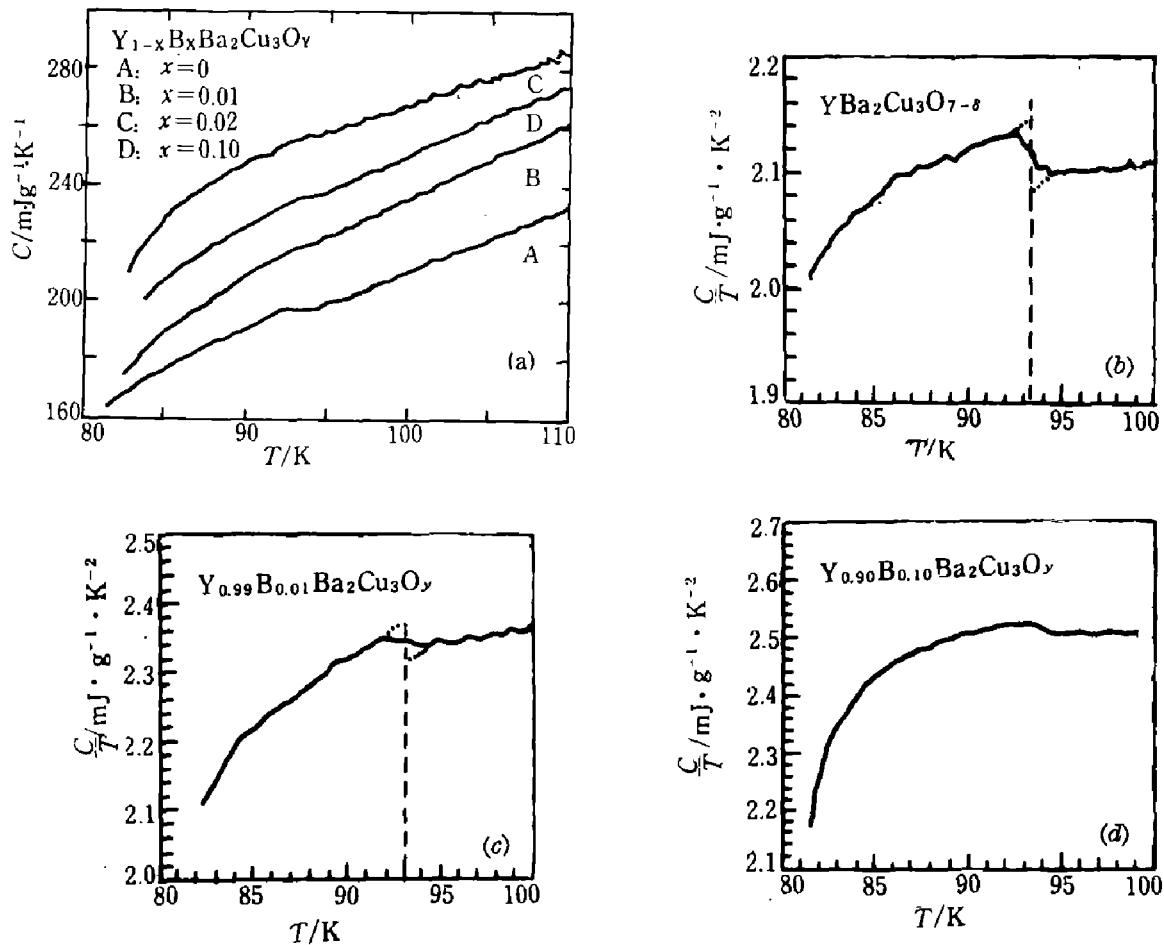 Y₁₋ₓBₓBa₂Cu₃Oᵧ
A: x=0
B: x=0.01
C: x=0.02
D: x=0.10
280
240
200
160
C/mJg⁻¹·K⁻¹
C
D
B
A
(a)
80 90 100 110
T/K
2.2
2.1
2.0
1.9
C/T /mJ·g⁻¹·K⁻²
YBa₂Cu₃O₇₋δ
(b)
80 85 90 95 100
T/K
2.5
2.4
2.3
2.2
2.1
2.0
C/T/mJ·g⁻¹·K⁻²
Y₀.₉₉B₀.₀₁Ba₂Cu₃Oᵧ
(c)
80 85 90 95 100
T/K
2.7
2.6
2.5
2.4
2.3
2.2
2.1
C/T/mJ·g⁻¹·K⁻²
Y₀.₉₀B₀.₁₀Ba₂Cu₃Oᵧ
(d)
80 85 90 95 100
T/K